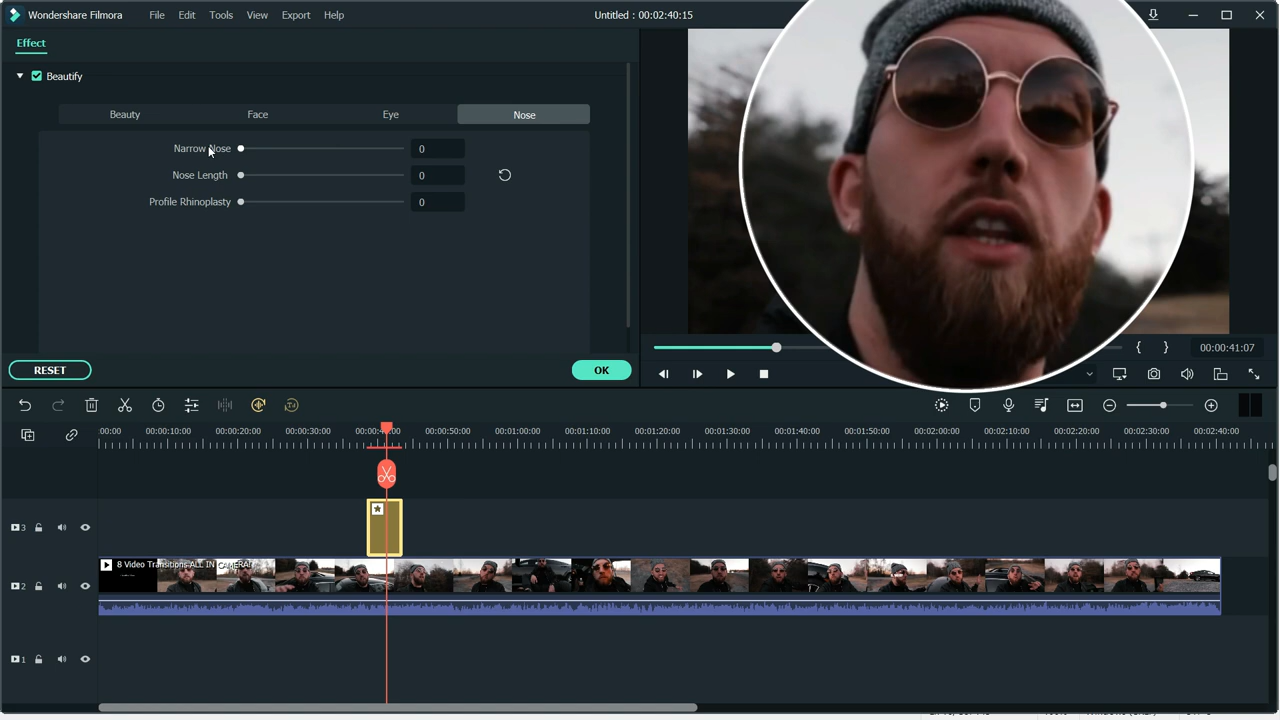 Wondershare Filmora File Edit Tools View Export Help Untitled : 00:02:40:15
Effect
Beautify
Beauty Face Eye Nose
Narrow Nose 0
Nose Length 0
Profile Rhinoplasty 0
{ } 00:00:41:07
RESET OK
:00:00 00:00:10:00 00:00:20:00 00:00:30:00 00:00:50:00 00:01:00:00 00:01:10:00 00:01:20:00 00:01:30:00 00:01:40:00 00:01:50:00 00:02:00:00 00:02:10:00 00:02:20:00 00:02:30:00 00:02:40:00
3
8 Video Transitions ALL IN CAMERA!
2
1